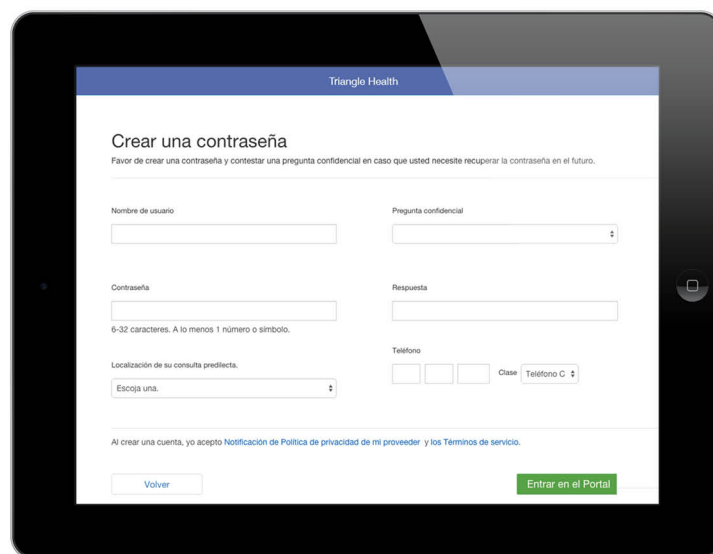 Triangle Health
Crear una contraseña
Favor de crear una contraseña y contestar una pregunta confidencial en caso que usted necesite recuperar la contraseña en el futuro.
Nombre de usuario
Pregunta confidencial
Contraseña
Respuesta
6-32 caracteres. A lo menos 1 número o símbolo.
Teléfono
Localización de su consulta predilecta.
Clase
Teléfono C
Escoja una.
Al crear una cuenta, yo acepto Notificación de Política de privacidad de mi proveeder y los Términos de servicio.
Volver
Entrar en el Portal